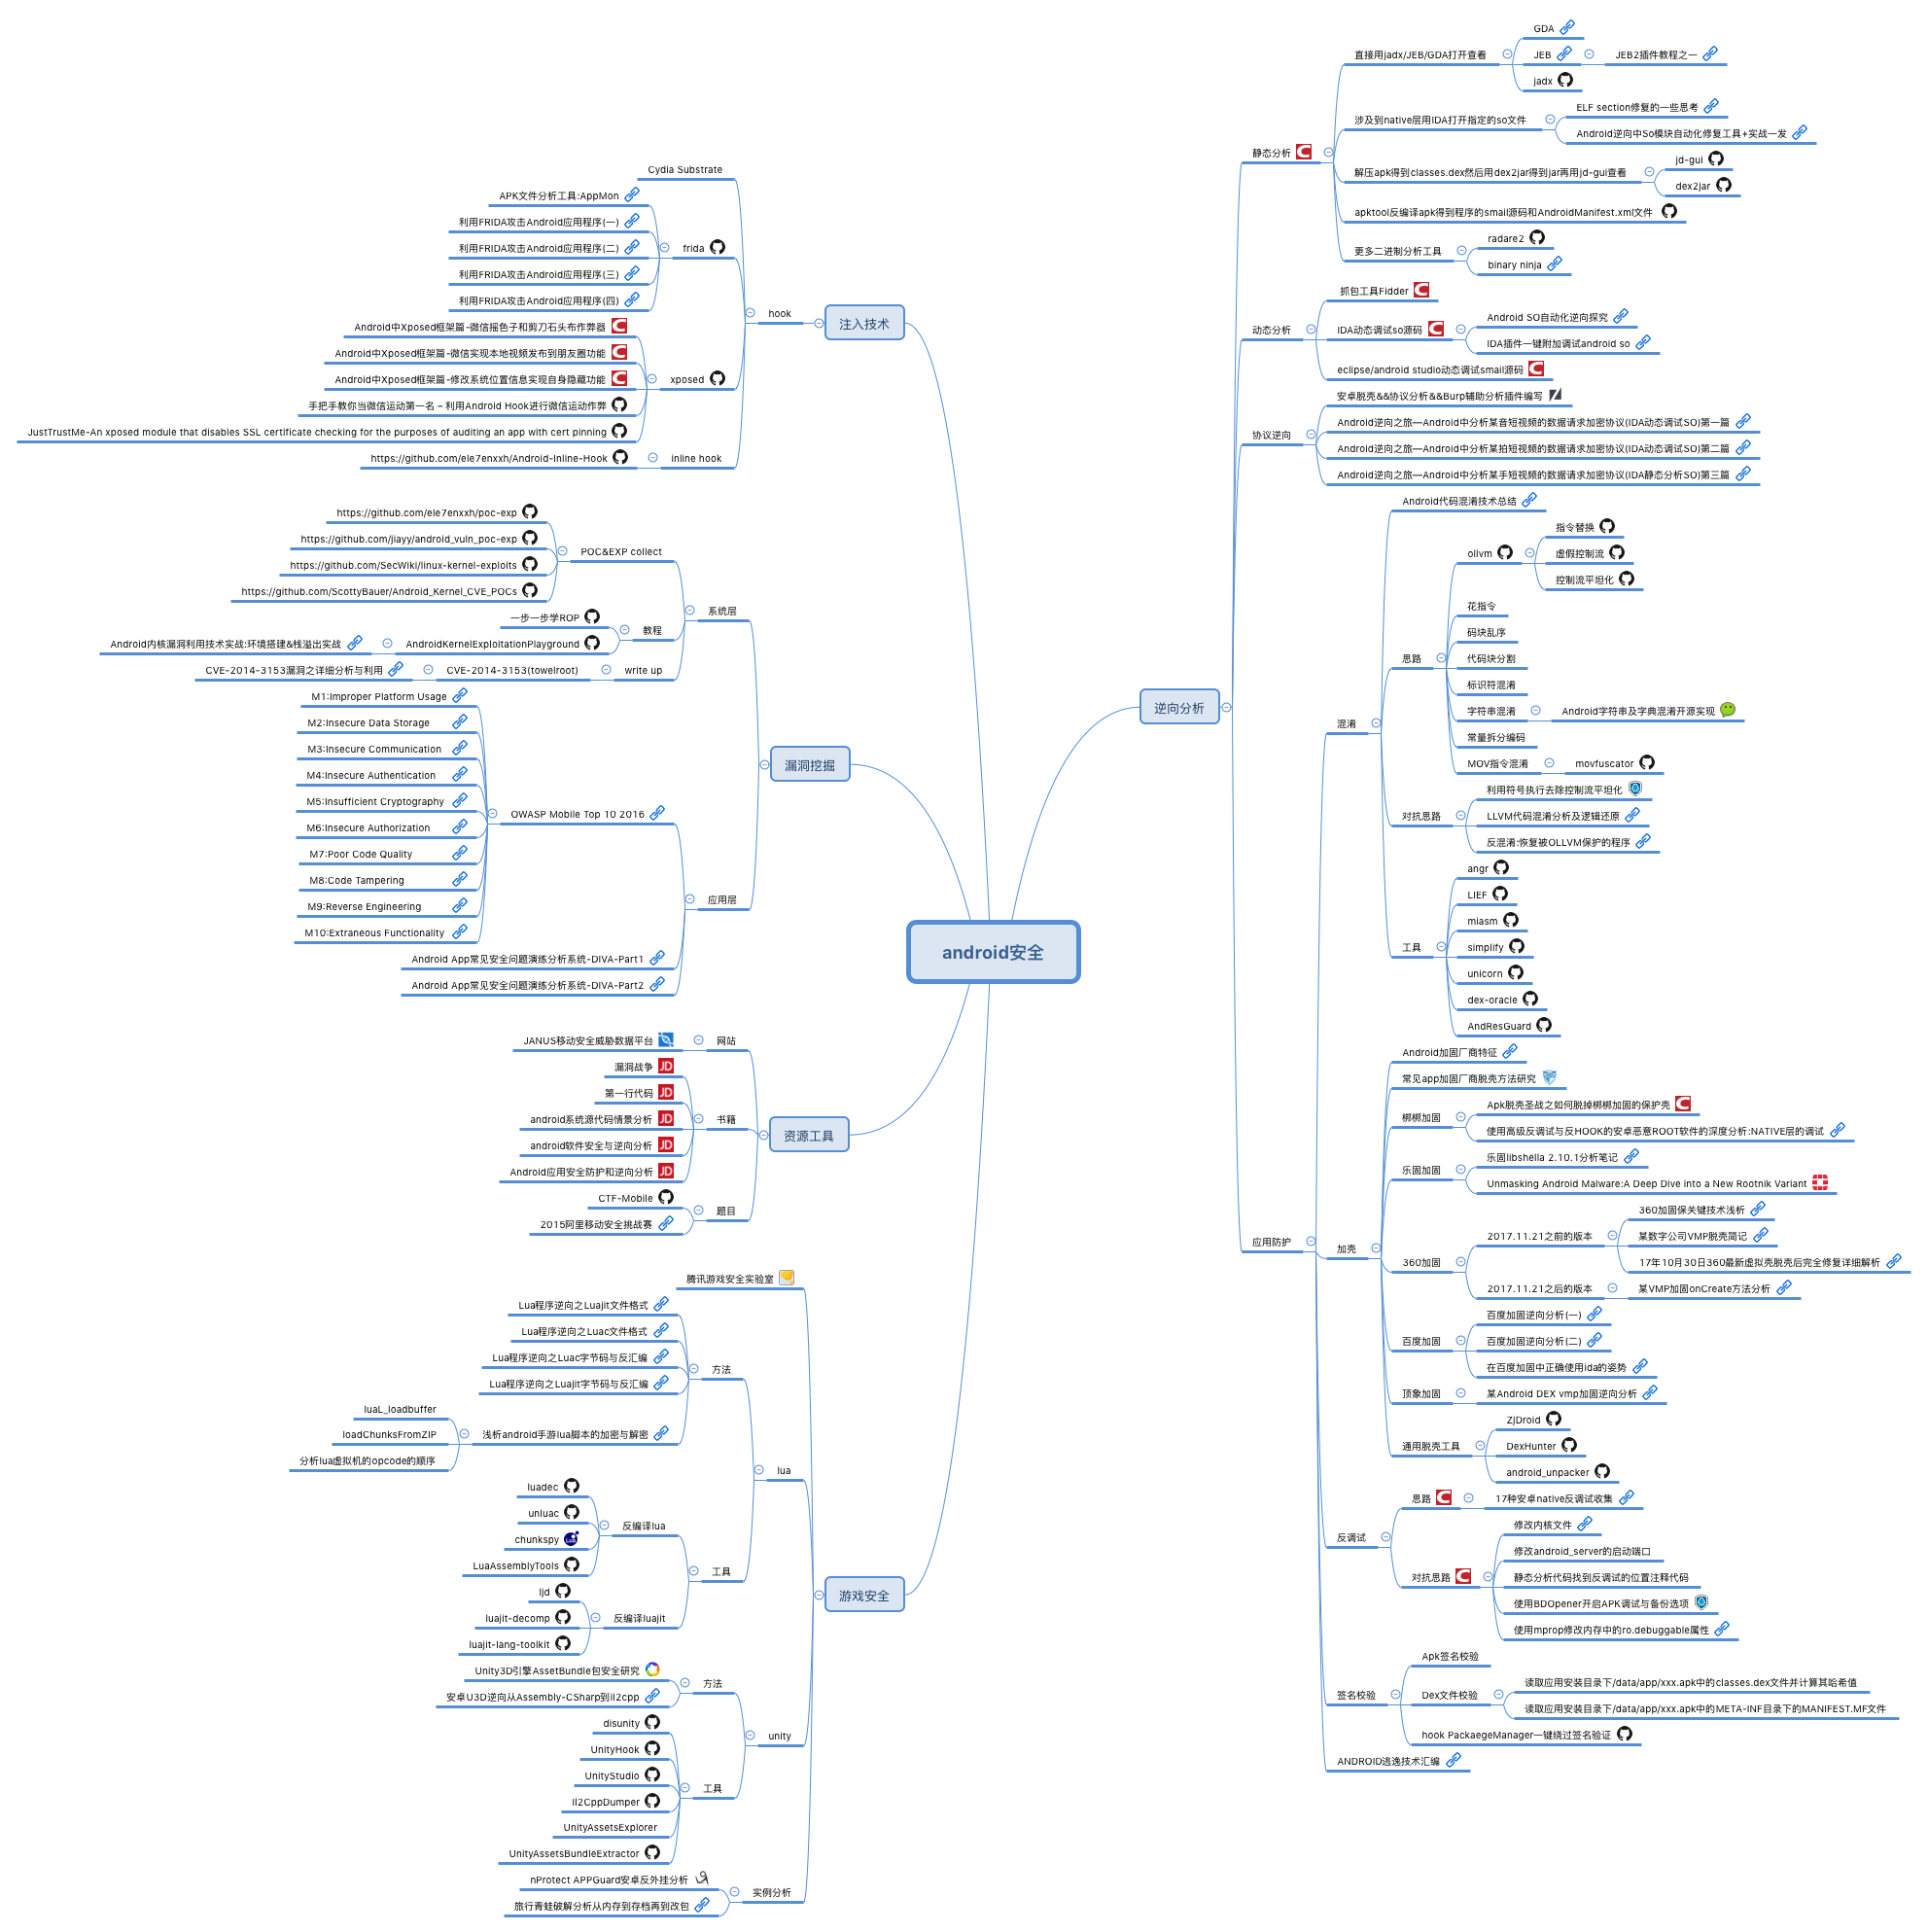 android安全
注入技术
hook
Cydia Substrate
frida
APK文件分析工具:AppMon
利用FRIDA攻击Android应用程序(一)
利用FRIDA攻击Android应用程序(二)
利用FRIDA攻击Android应用程序(三)
利用FRIDA攻击Android应用程序(四)
xposed
Android中Xposed框架篇-微信摇色子和剪刀石头布作弊器
Android中Xposed框架篇-微信实现本地视频发布到朋友圈功能
Android中Xposed框架篇-修改系统位置信息实现自身隐藏功能
手把手教你当微信运动第一名 – 利用Android Hook进行微信运动作弊
JustTrustMe-An xposed module that disables SSL certificate checking for the purposes of auditing an app with cert pinning
inline hook
https://github.com/ele7enxxh/Android-Inline-Hook
漏洞挖掘
系统层
POC&EXP collect
https://github.com/ele7enxxh/poc-exp
https://github.com/jiayy/android_vuln_poc-exp
https://github.com/SecWiki/linux-kernel-exploits
https://github.com/ScottyBauer/Android_Kernel_CVE_POCs
教程
一步一步学ROP
AndroidKernelExploitationPlayground
Android内核漏洞利用技术实战:环境搭建&栈溢出实战
write up
CVE-2014-3153(towelroot)
CVE-2014-3153漏洞之详细分析与利用
应用层
OWASP Mobile Top 10 2016
M1:Improper Platform Usage
M2:Insecure Data Storage
M3:Insecure Communication
M4:Insecure Authentication
M5:Insufficient Cryptography
M6:Insecure Authorization
M7:Poor Code Quality
M8:Code Tampering
M9:Reverse Engineering
M10:Extraneous Functionality
Android App常见安全问题演练分析系统-DIVA-Part1
Android App常见安全问题演练分析系统-DIVA-Part2
资源工具
网站
JANUS移动安全威胁数据平台
书籍
漏洞战争
第一行代码
android系统源代码情景分析
android软件安全与逆向分析
Android应用安全防护和逆向分析
题目
CTF-Mobile
2015阿里移动安全挑战赛
游戏安全
腾讯游戏安全实验室
lua
方法
Lua程序逆向之Luajit文件格式
Lua程序逆向之Luac文件格式
Lua程序逆向之Luac字节码与反汇编
Lua程序逆向之Luajit字节码与反汇编
浅析android手游lua脚本的加密与解密
luaL_loadbuffer
loadChunksFromZIP
分析lua虚拟机的opcode的顺序
工具
反编译lua
luadec
unluac
chunkspy
LuaAssemblyTools
反编译luajit
ljd
luajit-decomp
luajit-lang-toolkit
unity
方法
Unity3D引擎AssetBundle包安全研究
安卓U3D逆向从Assembly-CSharp到il2cpp
工具
disunity
UnityHook
UnityStudio
Il2CppDumper
UnityAssetsExplorer
UnityAssetsBundleExtractor
实例分析
nProtect APPGuard安卓反外挂分析
旅行青蛙破解分析从内存到存档再到改包
逆向分析
静态分析
直接用jadx/JEB/GDA打开查看
GDA
JEB
JEB2插件教程之一
jadx
涉及到native层用IDA打开指定的so文件
ELF section修复的一些思考
Android逆向中So模块自动化修复工具+实战一发
解压apk得到classes.dex然后用dex2jar得到jar再用jd-gui查看
jd-gui
dex2jar
apktool反编译apk得到程序的smail源码和AndroidManifest.xml文件
更多二进制分析工具
radare2
binary ninja
动态分析
抓包工具Fidder
IDA动态调试so源码
Android SO自动化逆向探究
IDA插件一键附加调试android so
eclipse/android studio动态调试smail源码
协议逆向
安卓脱壳&&协议分析&&Burp辅助分析插件编写
Android逆向之旅—Android中分析某音短视频的数据请求加密协议(IDA动态调试SO)第一篇
Android逆向之旅—Android中分析某拍短视频的数据请求加密协议(IDA动态调试SO)第二篇
Android逆向之旅—Android中分析某手短视频的数据请求加密协议(IDA静态分析SO)第三篇
应用防护
混淆
Android代码混淆技术总结
思路
ollvm
指令替换
虚假控制流
控制流平坦化
花指令
码块乱序
代码块分割
标识符混淆
字符串混淆
Android字符串及字典混淆开源实现
常量拆分编码
MOV指令混淆
movfuscator
对抗思路
利用符号执行去除控制流平坦化
LLVM代码混淆分析及逻辑还原
反混淆:恢复被OLLVM保护的程序
工具
angr
LIEF
miasm
simplify
unicorn
dex-oracle
AndResGuard
加壳
Android加固厂商特征
常见app加固厂商脱壳方法研究
梆梆加固
Apk脱壳圣战之如何脱掉梆梆加固的保护壳
使用高级反调试与反HOOK的安卓恶意ROOT软件的深度分析:NATIVE层的调试
乐固加固
乐固libshella 2.10.1分析笔记
Unmasking Android Malware:A Deep Dive into a New Rootnik Variant
360加固
2017.11.21之前的版本
360加固保关键技术浅析
某数字公司VMP脱壳简记
17年10月30日360最新虚拟壳脱壳后完全修复详细解析
2017.11.21之后的版本
某VMP加固onCreate方法分析
百度加固
百度加固逆向分析(一)
百度加固逆向分析(二)
在百度加固中正确使用ida的姿势
顶象加固
某Android DEX vmp加固逆向分析
通用脱壳工具
ZjDroid
DexHunter
android_unpacker
反调试
思路
17种安卓native反调试收集
对抗思路
修改内核文件
修改android_server的启动端口
静态分析代码找到反调试的位置注释代码
使用BDOpener开启APK调试与备份选项
使用mprop修改内存中的ro.debuggable属性
签名校验
Apk签名校验
Dex文件校验
读取应用安装目录下/data/app/xxx.apk中的classes.dex文件并计算其哈希值
读取应用安装目录下/data/app/xxx.apk中的META-INF目录下的MANIFEST.MF文件
hook PackaegeManager一键绕过签名验证
ANDROID逃逸技术汇编